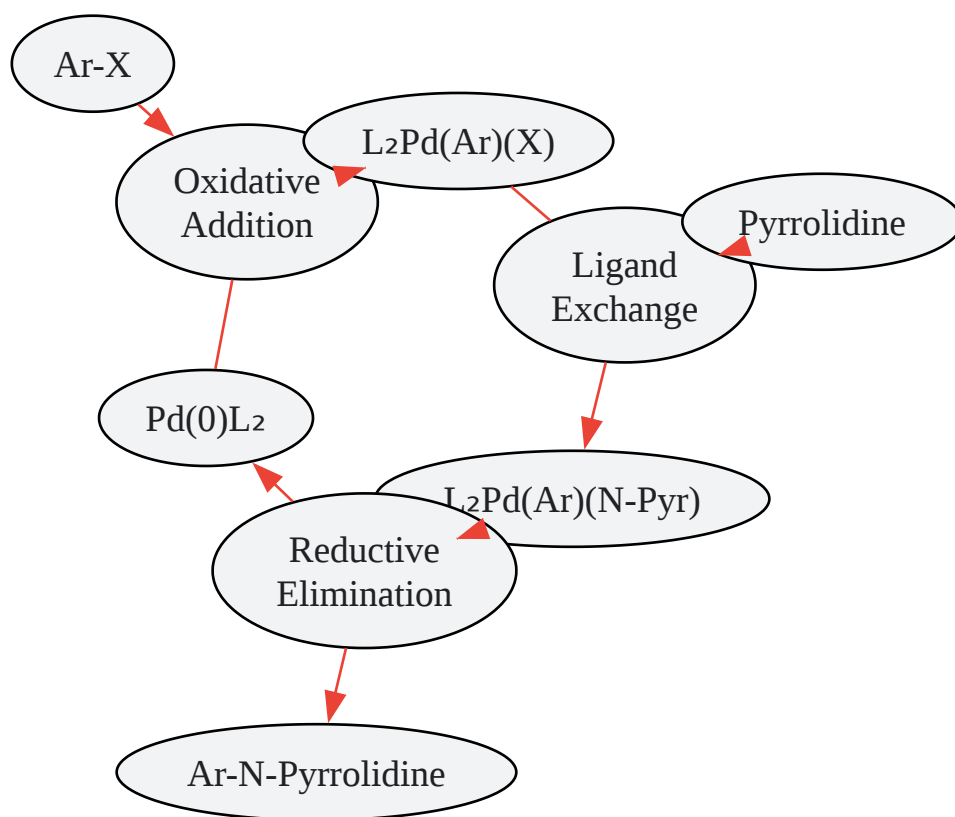 Ar-X
L₂Pd(Ar)(X)
Oxidative
Addition
Pyrrolidine
Ligand
Exchange
Pd(0)L₂
L₂Pd(Ar)(N-Pyr)
Reductive
Elimination
Ar-N-Pyrrolidine